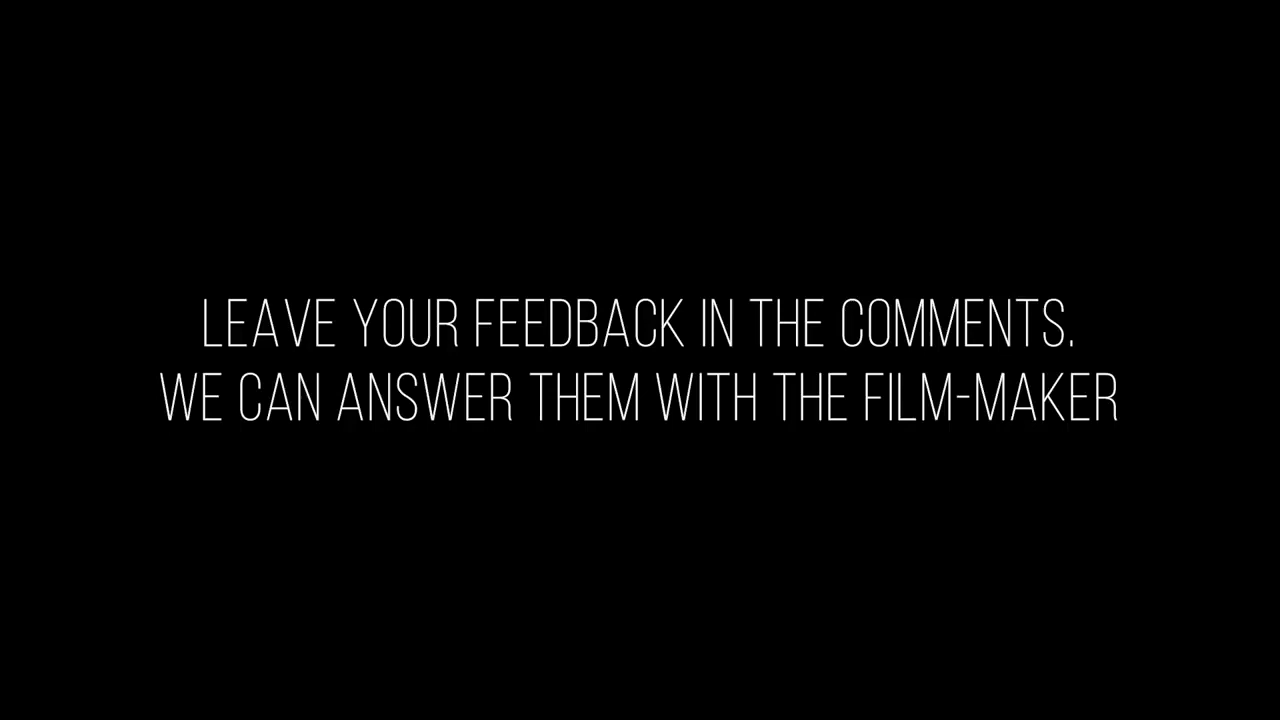 LEAVE YOUR FEEDBACK IN THE COMMENTS.
WE CAN ANSWER THEM WITH THE FILM-MAKER